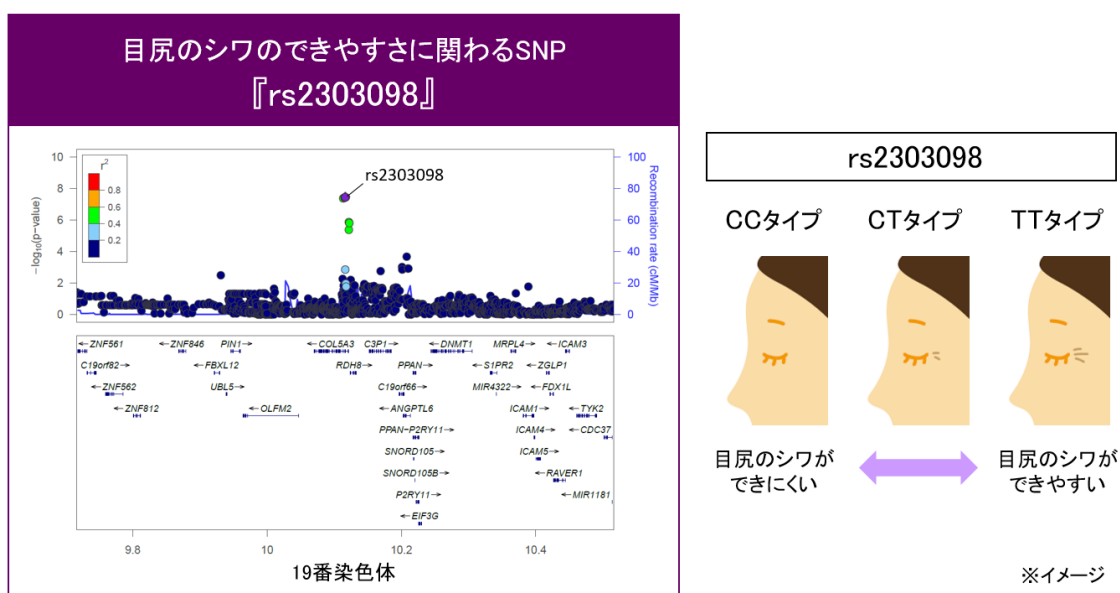 目尻のシワのできやすさに関わるSNP
『rs2303098』
r²
0.8
0.6
0.4
0.2
rs2303098
10
8
6
4
2
0
−log₁₀(p-value)
100
80
60
40
20
0
Recombination rate (cM/Mb)
←ZNF561
←ZNF846
PIN1→
←COL5A3
C3P1→
←DNMT1
MRPL4→
←ICAM3
C19orf82→
←FBXL12
RDH8→
PPAN→
←S1PR2
ZGLP1
←ZNF562
UBL5→
C19orf66→
MIR4322
←FDX1L
←ZNF812
←OLFM2
←ANGPTL6
ICAM1→
←TYK2
PPAN−P2RY11→
ICAM4→
←CDC37
SNORD105→
ICAM5→
SNORD105B→
←RAVER1
P2RY11→
←MIR1181
←EIF3G
9.8
10
10.2
10.4
19番染色体
rs2303098
CCタイプ
CTタイプ
TTタイプ
目尻のシワが
できにくい
目尻のシワが
できやすい
※イメージ